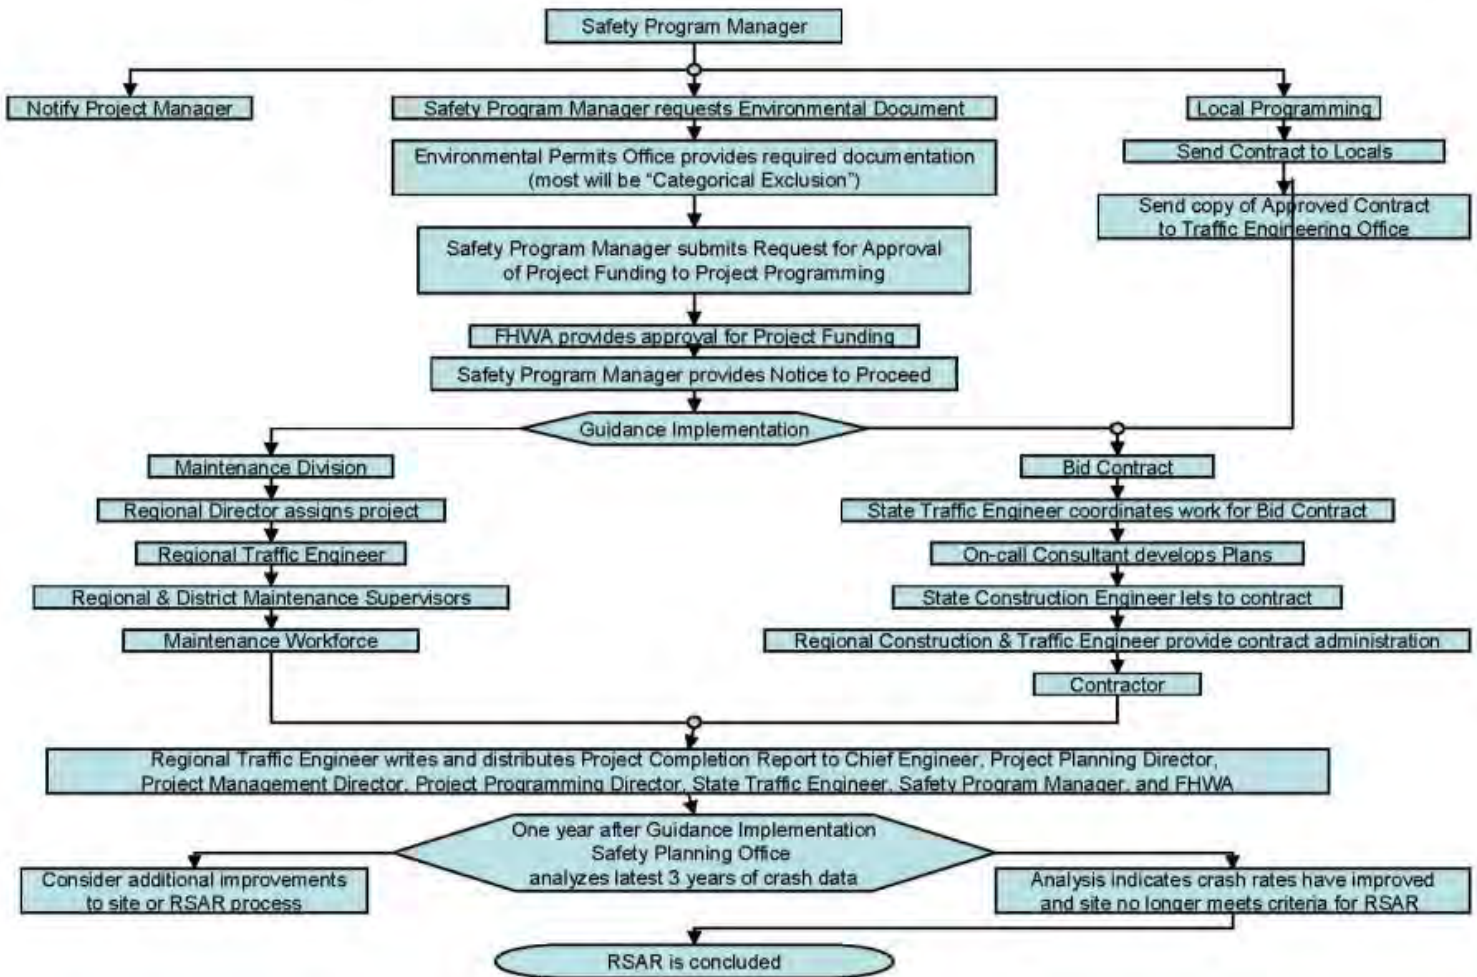 Safety Program Manager
Notify Project Manager
Safety Program Manager requests Environmental Document
Local Programming
Environmental Permits Office provides required documentation
(most will be “Categorical Exclusion”)
Send Contract to Locals
Send copy of Approved Contract
to Traffic Engineering Office
Safety Program Manager submits Request for Approval
of Project Funding to Project Programming
FHWA provides approval for Project Funding
Safety Program Manager provides Notice to Proceed
Guidance Implementation
Maintenance Division
Regional Director assigns project
Regional Traffic Engineer
Regional & District Maintenance Supervisors
Maintenance Workforce
Bid Contract
State Traffic Engineer coordinates work for Bid Contract
On-call Consultant develops Plans
State Construction Engineer lets to contract
Regional Construction & Traffic Engineer provide contract administration
Contractor
Regional Traffic Engineer writes and distributes Project Completion Report to Chief Engineer, Project Planning Director,
Project Management Director, Project Programming Director, State Traffic Engineer, Safety Program Manager, and FHWA
One year after Guidance Implementation
Safety Planning Office
analyzes latest 3 years of crash data
Consider additional improvements
to site or RSAR process
Analysis indicates crash rates have improved
and site no longer meets criteria for RSAR
RSAR is concluded